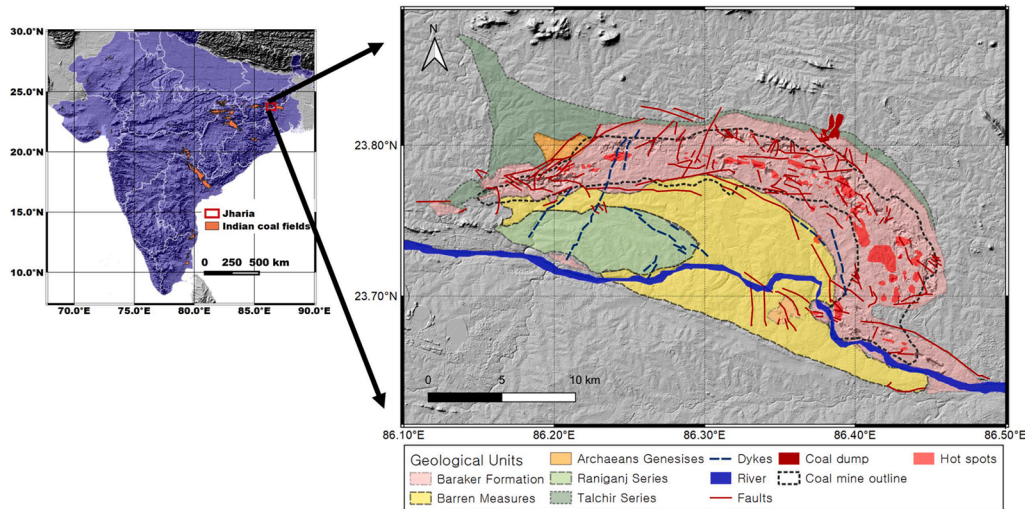 30.0°N
25.0°N
20.0°N
15.0°N
10.0°N
70.0°E
75.0°E
80.0°E
85.0°E
90.0°E
Jharia
Indian coal fields
0 250 500 km
N
23.80°N
23.70°N
0 5 10 km
86.10°E
86.20°E
86.30°E
86.40°E
86.50°E
Geological Units
Baraker Formation
Barren Measures
Archaeans Genesises
Raniganj Series
Talchir Series
Dykes
River
Faults
Coal dump
Coal mine outline
Hot spots